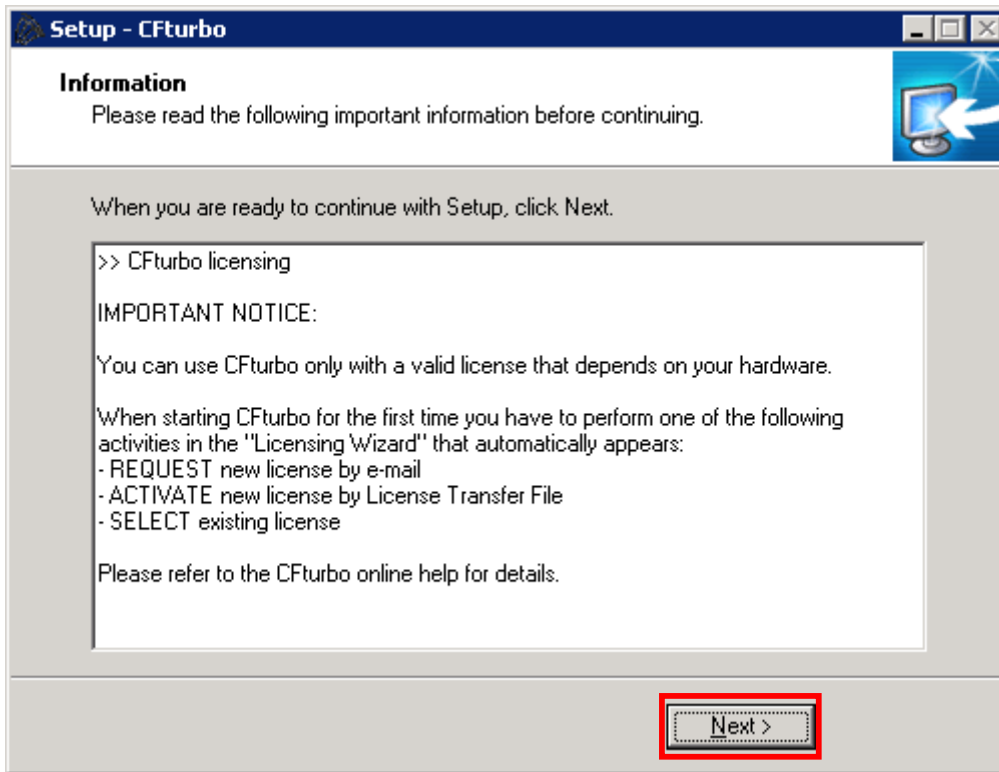 Setup - CFturbo
Information
Please read the following important information before continuing.
When you are ready to continue with Setup, click Next.
>> CFturbo licensing
IMPORTANT NOTICE:
You can use CFturbo only with a valid license that depends on your hardware.
When starting CFturbo for the first time you have to perform one of the following
activities in the "Licensing Wizard" that automatically appears:
- REQUEST new license by e-mail
- ACTIVATE new license by License Transfer File
- SELECT existing license
Please refer to the CFturbo online help for details.
Next >